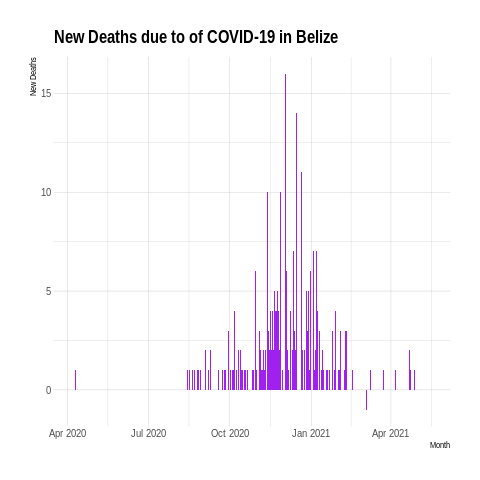 New Deaths due to of COVID-19 in Belize
New Deaths
15
10
5
0
Apr 2020 Jul 2020 Oct 2020 Jan 2021 Apr 2021
Month